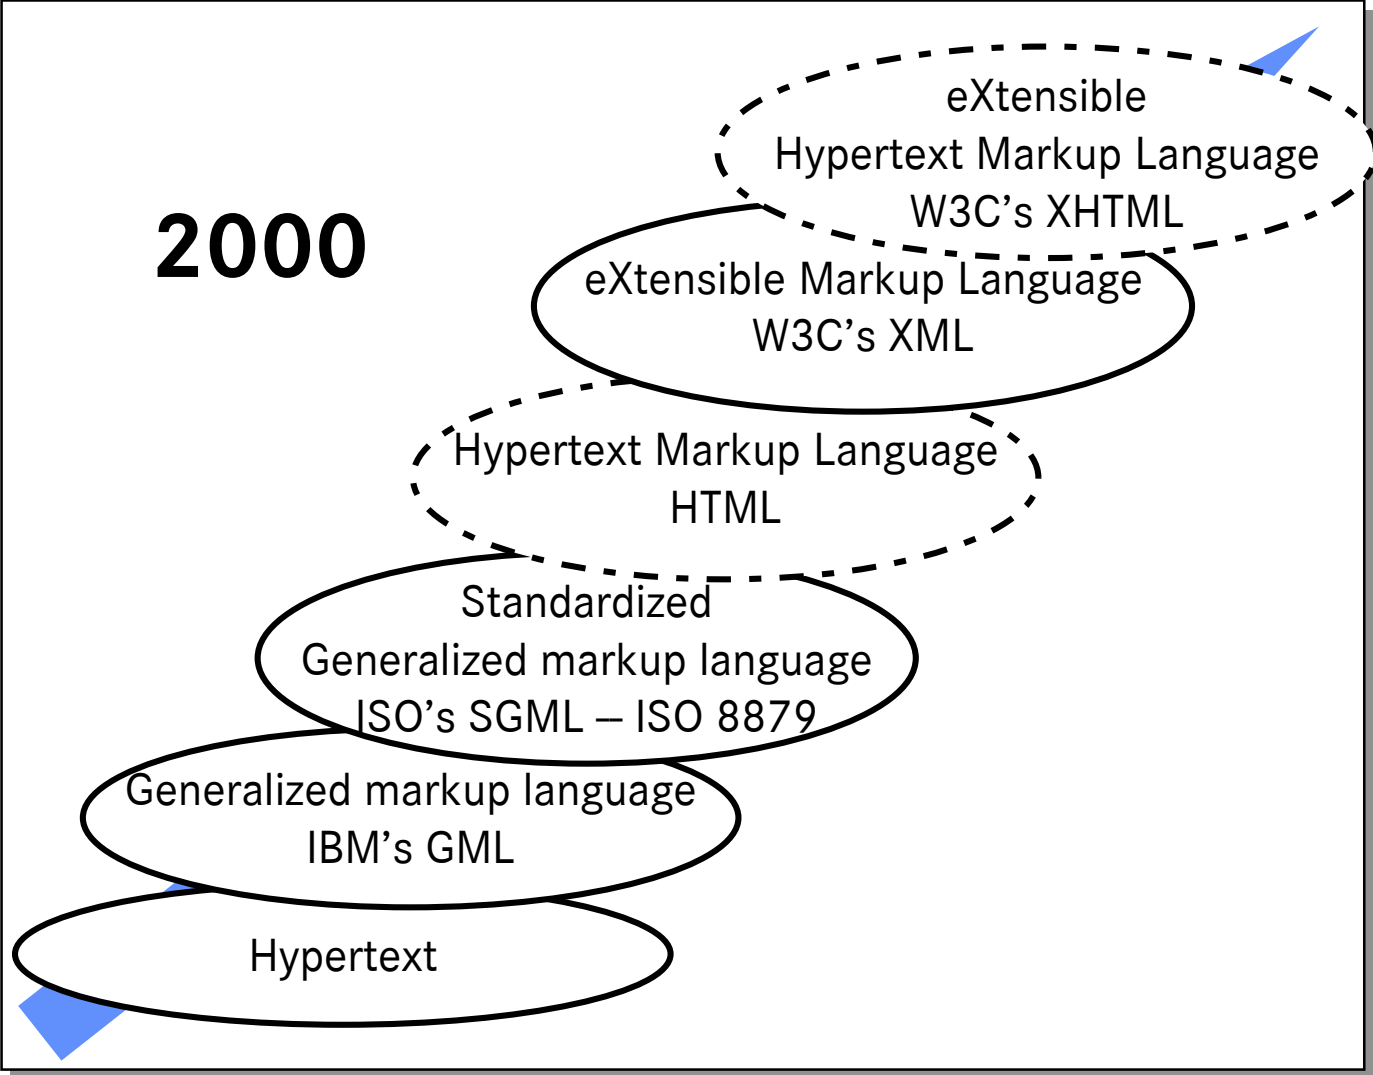 eXtensible
Hypertext Markup Language
W3C’s XHTML
2000
eXtensible Markup Language
W3C’s XML
Hypertext Markup Language
HTML
Standardized
Generalized markup language
ISO’s SGML -- ISO 8879
Generalized markup language
IBM’s GML
Hypertext